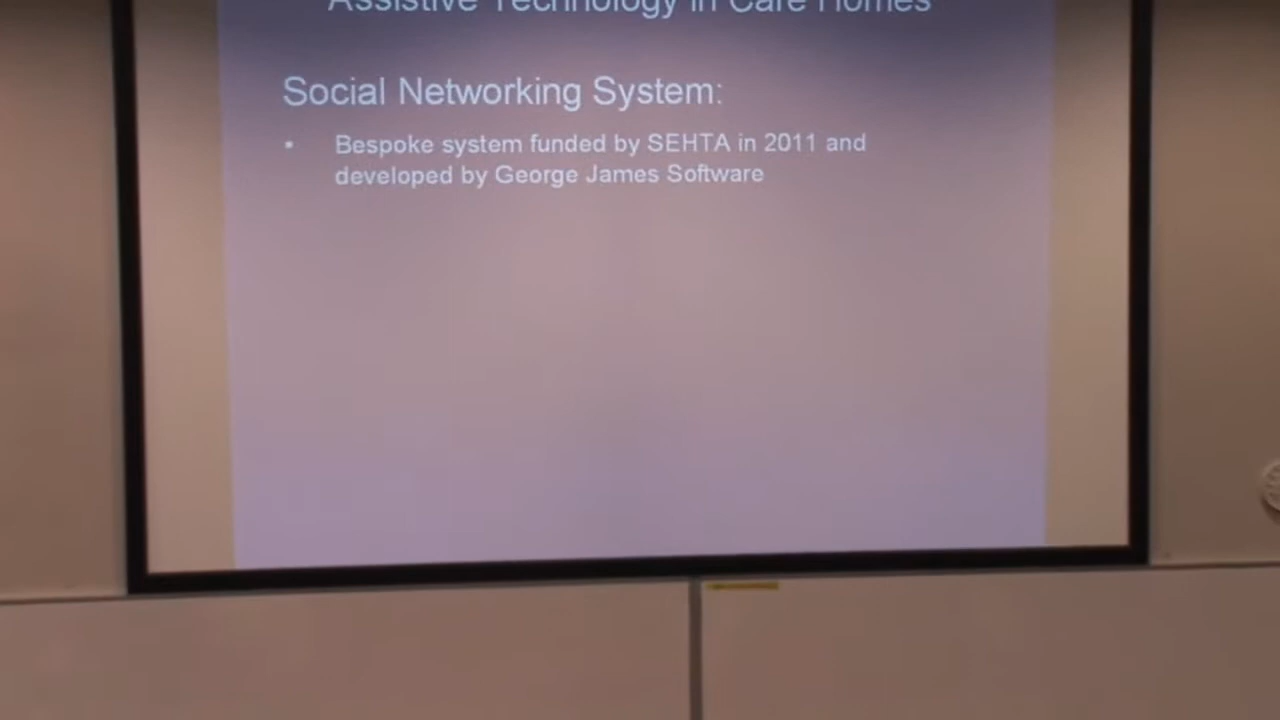 Assistive Technology in Care Homes
Social Networking System:
• Bespoke system funded by SEHTA in 2011 and
developed by George James Software